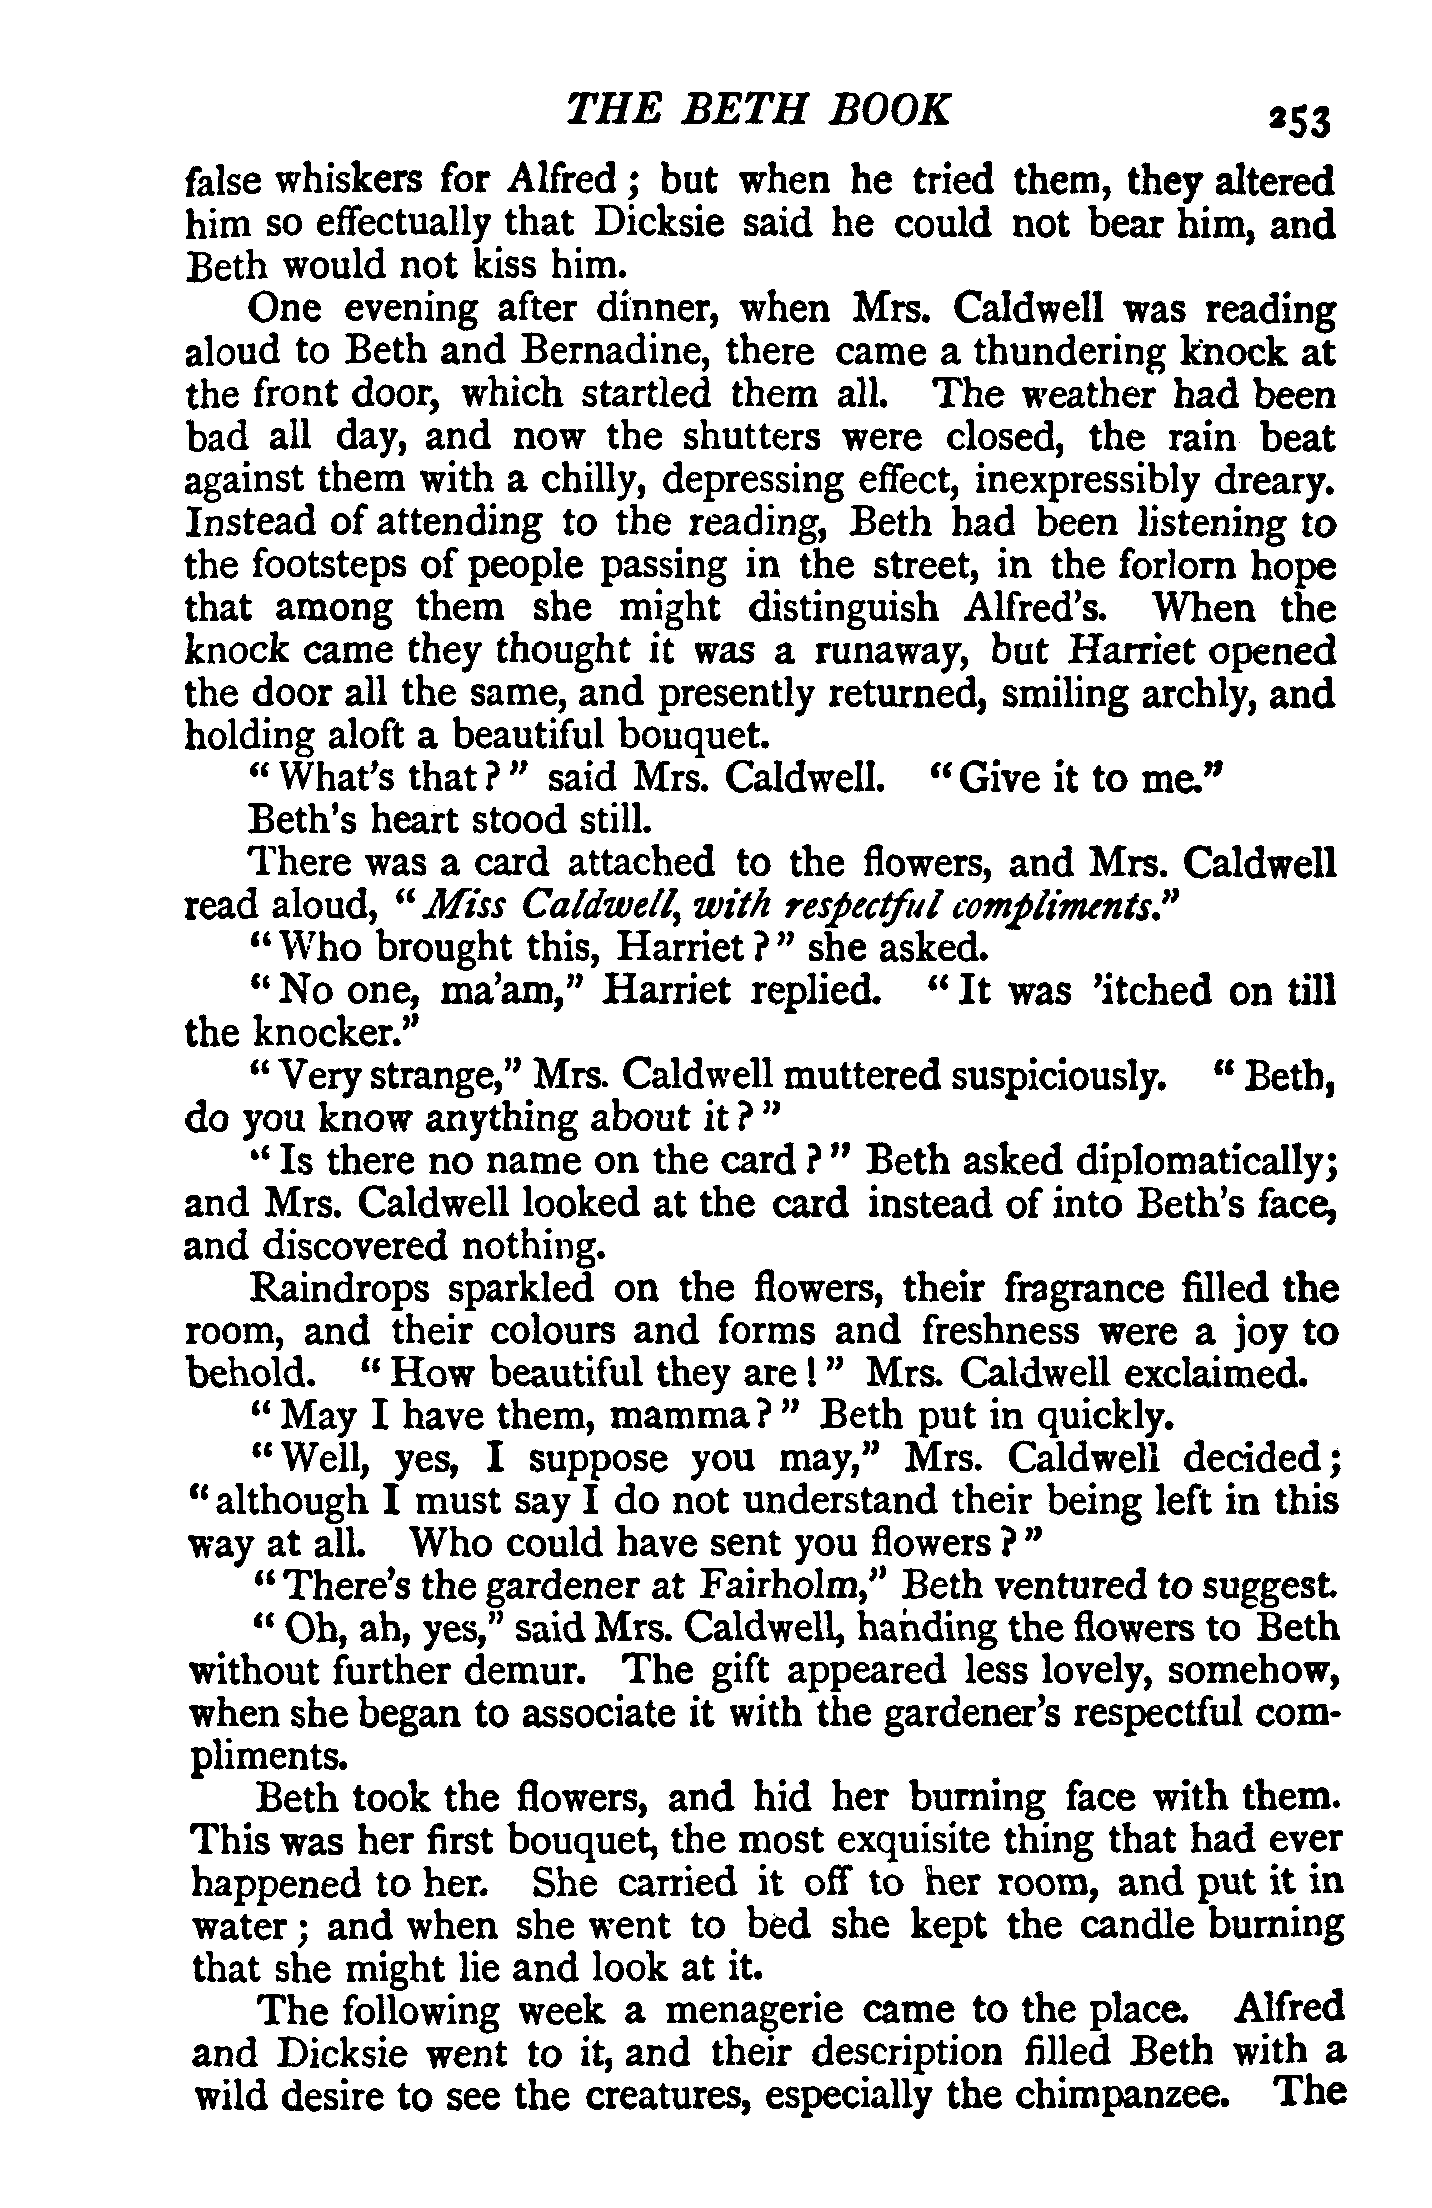 THE BETH BOOK 253
false whiskers for Alfred; but when he tried them, they altered
him so effectually that Dicksie said he could not bear him, and
Beth would not kiss him.
One evening after dinner, when Mrs. Caldwell was reading
aloud to Beth and Bernadine, there came a thundering knock at
the front door, which startled them all. The weather had been
bad all day, and now the shutters were closed, the rain beat
against them with a chilly, depressing effect, inexpressibly dreary.
Instead of attending to the reading, Beth had been listening to
the footsteps of people passing in the street, in the forlorn hope
that among them she might distinguish Alfred's. When the
knock came they thought it was a runaway, but Harriet opened
the door all the same, and presently returned, smiling archly, and
holding aloft a beautiful bouquet.
"What's that?" said Mrs. Caldwell. "Give it to me."
Beth's heart stood still.
There was a card attached to the flowers, and Mrs. Caldwell
read aloud, "Miss Caldwell, with respectful compliments."
"Who brought this, Harriet?" she asked.
"No one, ma'am," Harriet replied. "It was 'itched on till
the knocker."
"Very strange," Mrs. Caldwell muttered suspiciously. "Beth,
do you know anything about it?"
"Is there no name on the card?" Beth asked diplomatically;
and Mrs. Caldwell looked at the card instead of into Beth's face,
and discovered nothing.
Raindrops sparkled on the flowers, their fragrance filled the
room, and their colours and forms and freshness were a joy to
behold. "How beautiful they are!" Mrs. Caldwell exclaimed.
"May I have them, mamma?" Beth put in quickly.
"Well, yes, I suppose you may," Mrs. Caldwell decided;
"although I must say I do not understand their being left in this
way at all. Who could have sent you flowers?"
"There's the gardener at Fairholm," Beth ventured to suggest.
"Oh, ah, yes," said Mrs. Caldwell, handing the flowers to Beth
without further demur. The gift appeared less lovely, somehow,
when she began to associate it with the gardener's respectful com-
pliments.
Beth took the flowers, and hid her burning face with them.
This was her first bouquet, the most exquisite thing that had ever
happened to her. She carried it off to her room, and put it in
water; and when she went to bed she kept the candle burning
that she might lie and look at it.
The following week a menagerie came to the place. Alfred
and Dicksie went to it, and their description filled Beth with a
wild desire to see the creatures, especially the chimpanzee. The